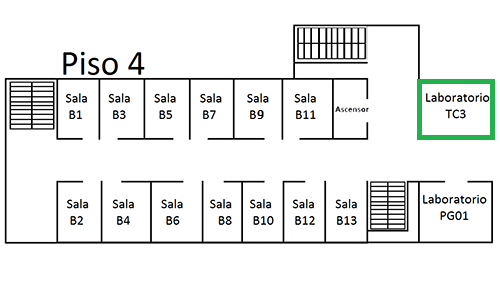 Piso 4
Sala
B1
Sala
B3
Sala
B5
Sala
B7
Sala
B9
Sala
B11
Ascensor
Laboratorio
TC3
Sala
B2
Sala
B4
Sala
B6
Sala
B8
Sala
B10
Sala
B12
Sala
B13
Laboratorio
PG01